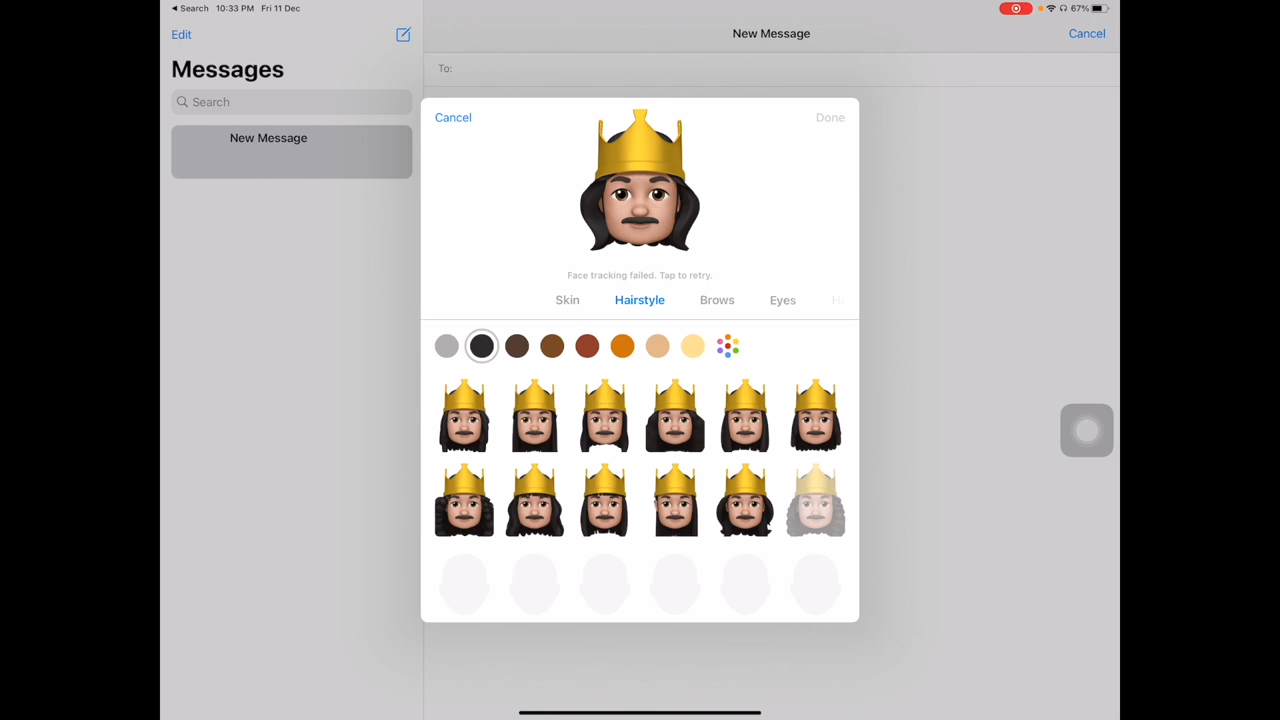 Search 10:33 PM Fri 11 Dec 67%
Edit
Messages
Search
New Message
New Message
Cancel
To:
Cancel
Done
Face tracking failed. Tap to retry.
Skin Hairstyle Brows Eyes